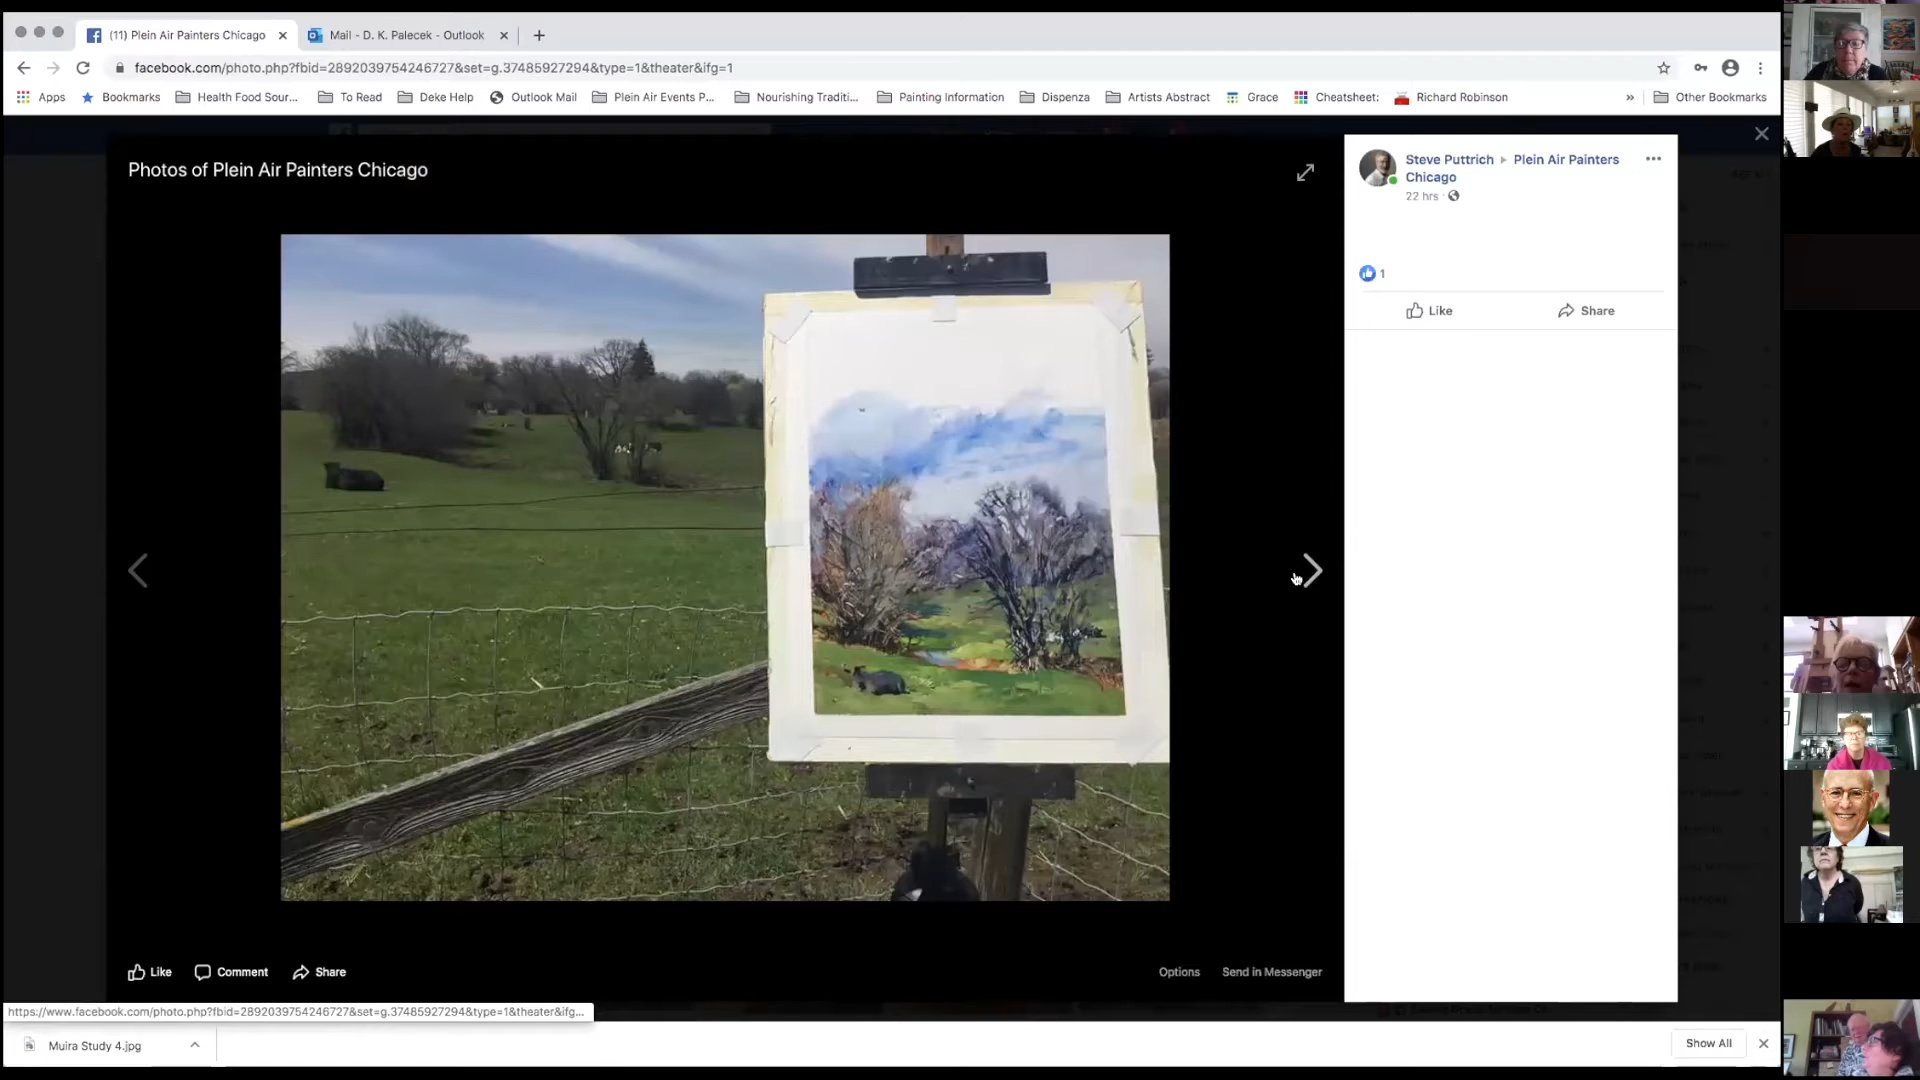 (11) Plein Air Painters Chicago
Mail - D. K. Palecek - Outlook
facebook.com/photo.php?fbid=2892039754246727&set=g.37485927294&type=1&theater&ifg=1
Apps
Bookmarks
Health Food Sour...
To Read
Deke Help
Outlook Mail
Plein Air Events P...
Nourishing Traditi...
Painting Information
Dispenza
Artists Abstract
Grace
Cheatsheet:
Richard Robinson
»
Other Bookmarks
Photos of Plein Air Painters Chicago
Steve Puttrich ▸ Plein Air Painters
Chicago
22 hrs ·
1
Like
Share
Like
Comment
Share
Options
Send in Messenger
https://www.facebook.com/photo.php?fbid=2892039754246727&set=g.37485927294&type=1&theater&ifg...
Muira Study 4.jpg
Show All